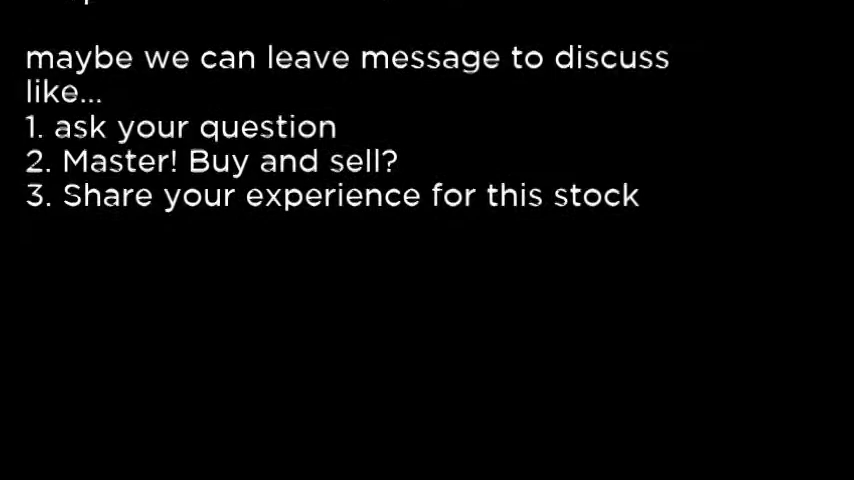 maybe we can leave message to discuss
like...
1. ask your question
2. Master! Buy and sell?
3. Share your experience for this stock